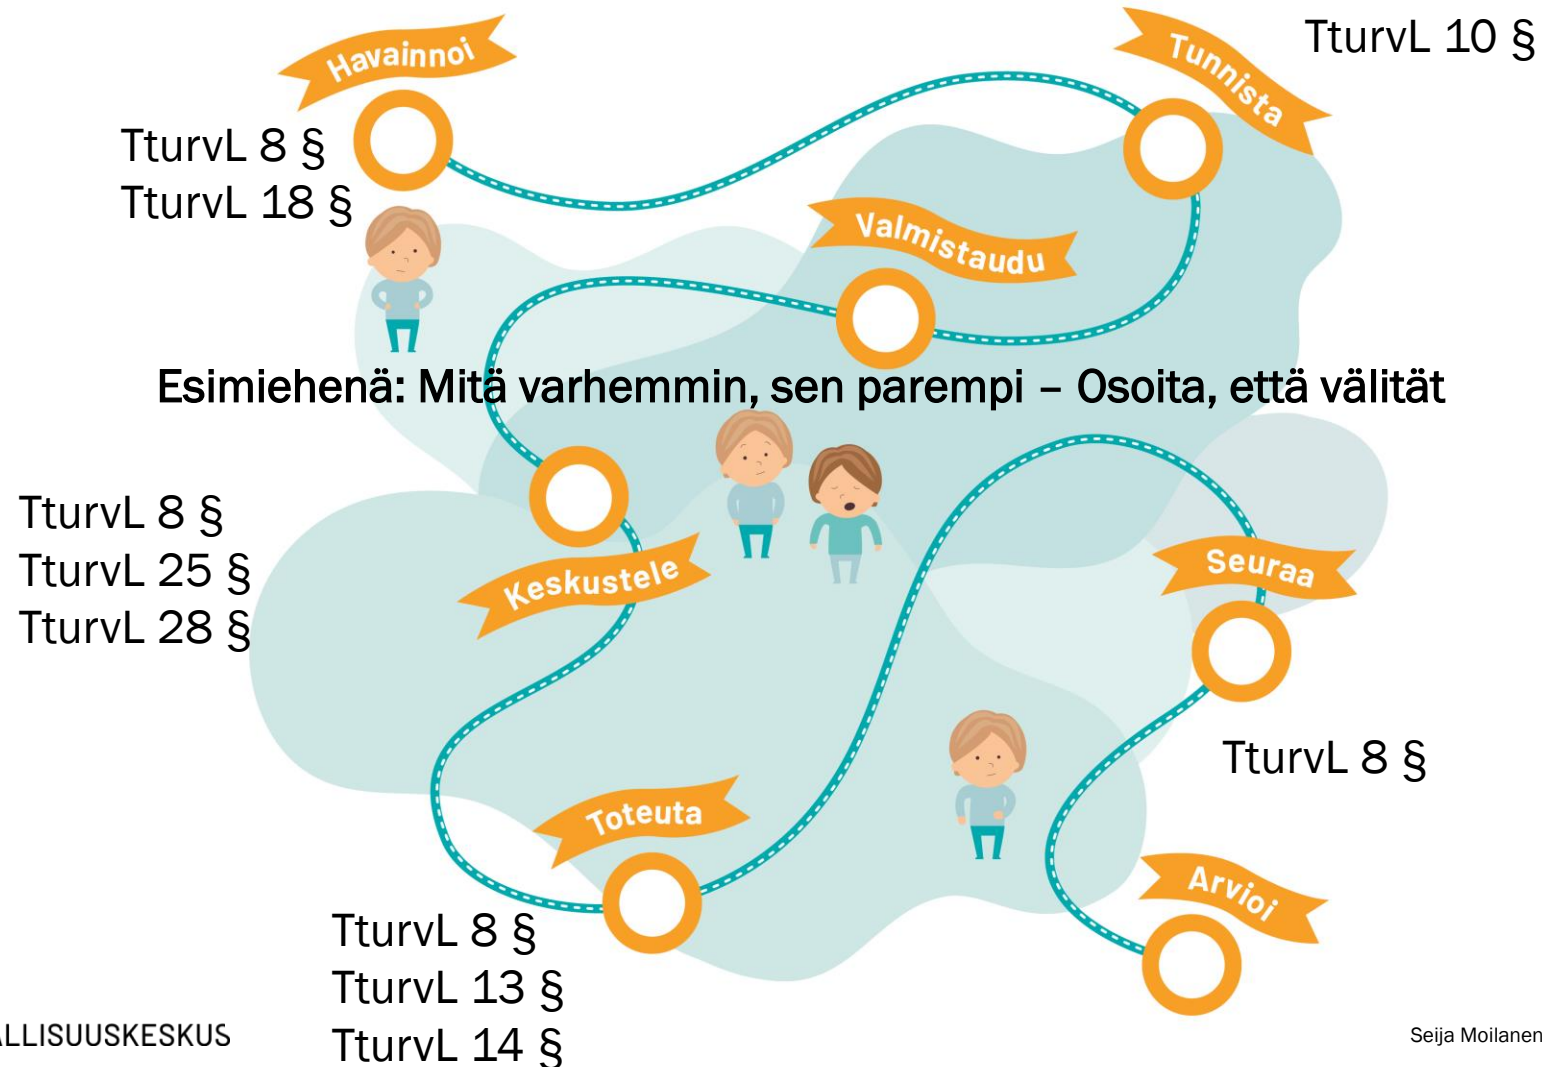 Havainnoi
Tunnista
TturvL 10 §
TturvL 8 §
TturvL 18 §
Valmistaudu
Esimiehenä: Mitä varhemmin, sen parempi – Osoita, että välität
TturvL 8 §
TturvL 25 §
TturvL 28 §
Keskustele
Seuraa
TturvL 8 §
Toteuta
TturvL 8 §
TturvL 13 §
TturvL 14 §
Arvioi
ALLISUUSKESKUS
Seija Moilanen